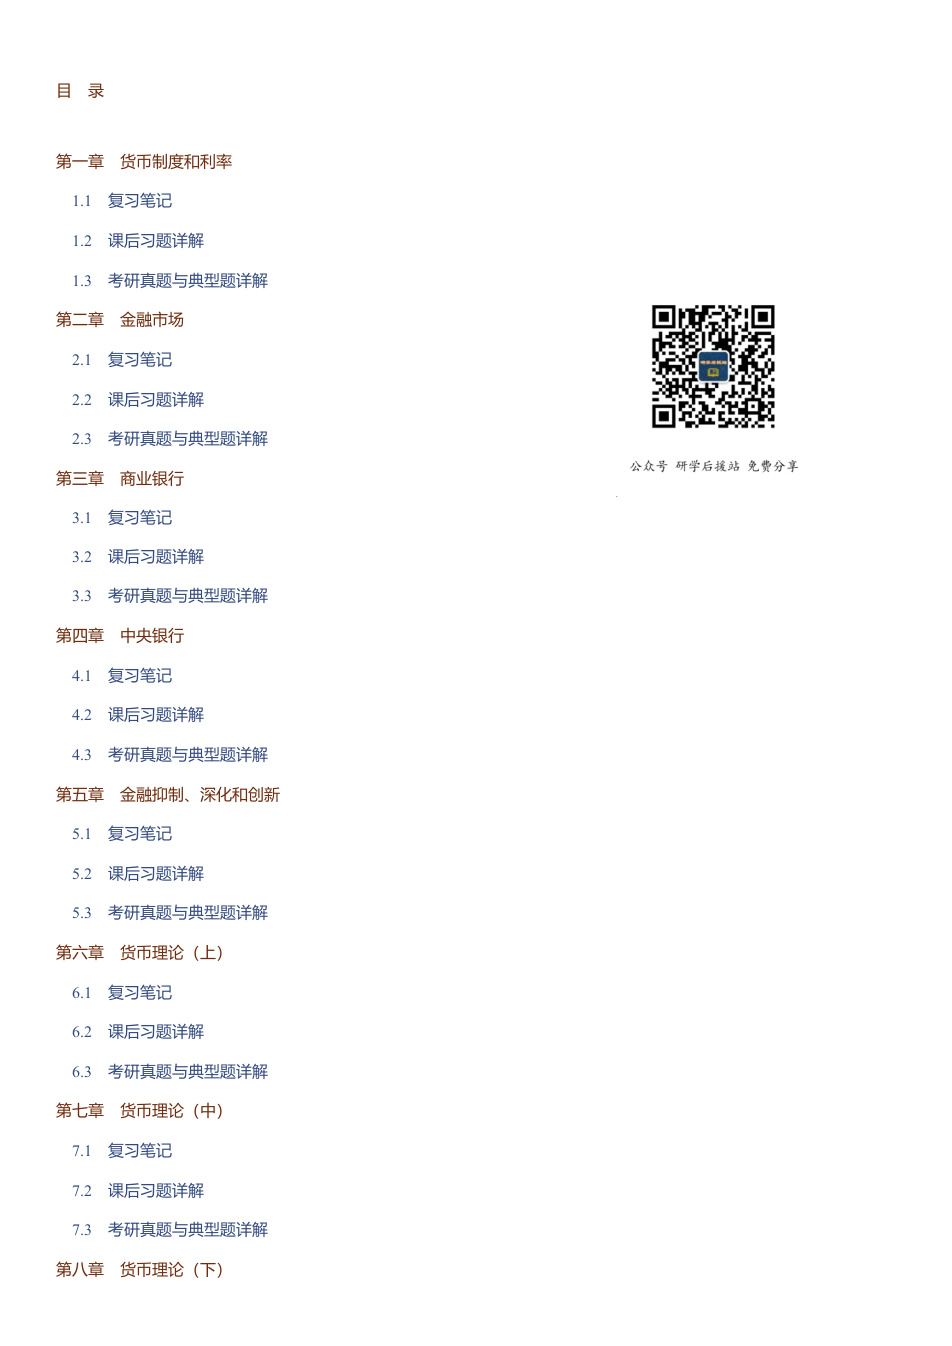 目　录
第一章　货币制度和利率
1.1　复习笔记
1.2　课后习题详解
1.3　考研真题与典型题详解
第二章　金融市场
2.1　复习笔记
2.2　课后习题详解
2.3　考研真题与典型题详解
第三章　商业银行
3.1　复习笔记
3.2　课后习题详解
3.3　考研真题与典型题详解
第四章　中央银行
4.1　复习笔记
4.2　课后习题详解
4.3　考研真题与典型题详解
第五章　金融抑制、深化和创新
5.1　复习笔记
5.2　课后习题详解
5.3　考研真题与典型题详解
第六章　货币理论（上）
6.1　复习笔记
6.2　课后习题详解
6.3　考研真题与典型题详解
第七章　货币理论（中）
7.1　复习笔记
7.2　课后习题详解
7.3　考研真题与典型题详解
第八章　货币理论（下）
公众号 研学后援站 免费分享